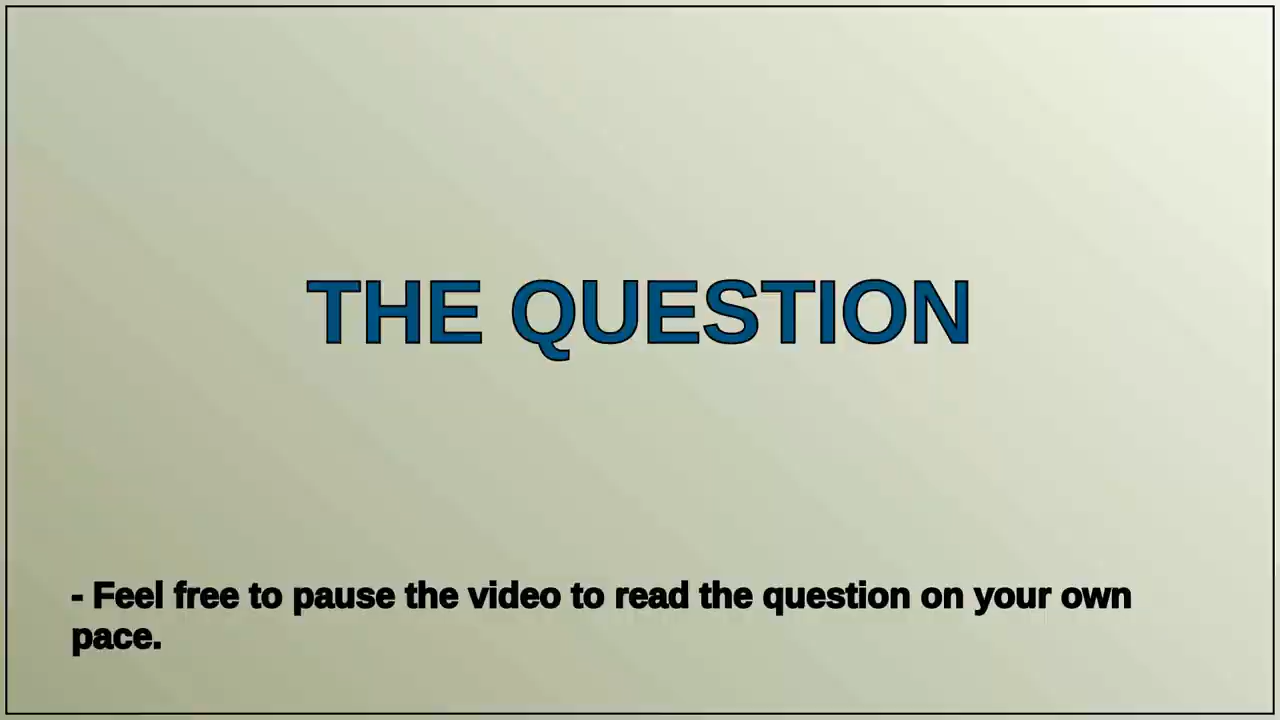 THE QUESTION
- Feel free to pause the video to read the question on your own
pace.